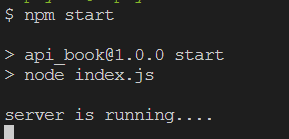 $ npm start
> api_book@1.0.0 start
> node index.js
server is running....